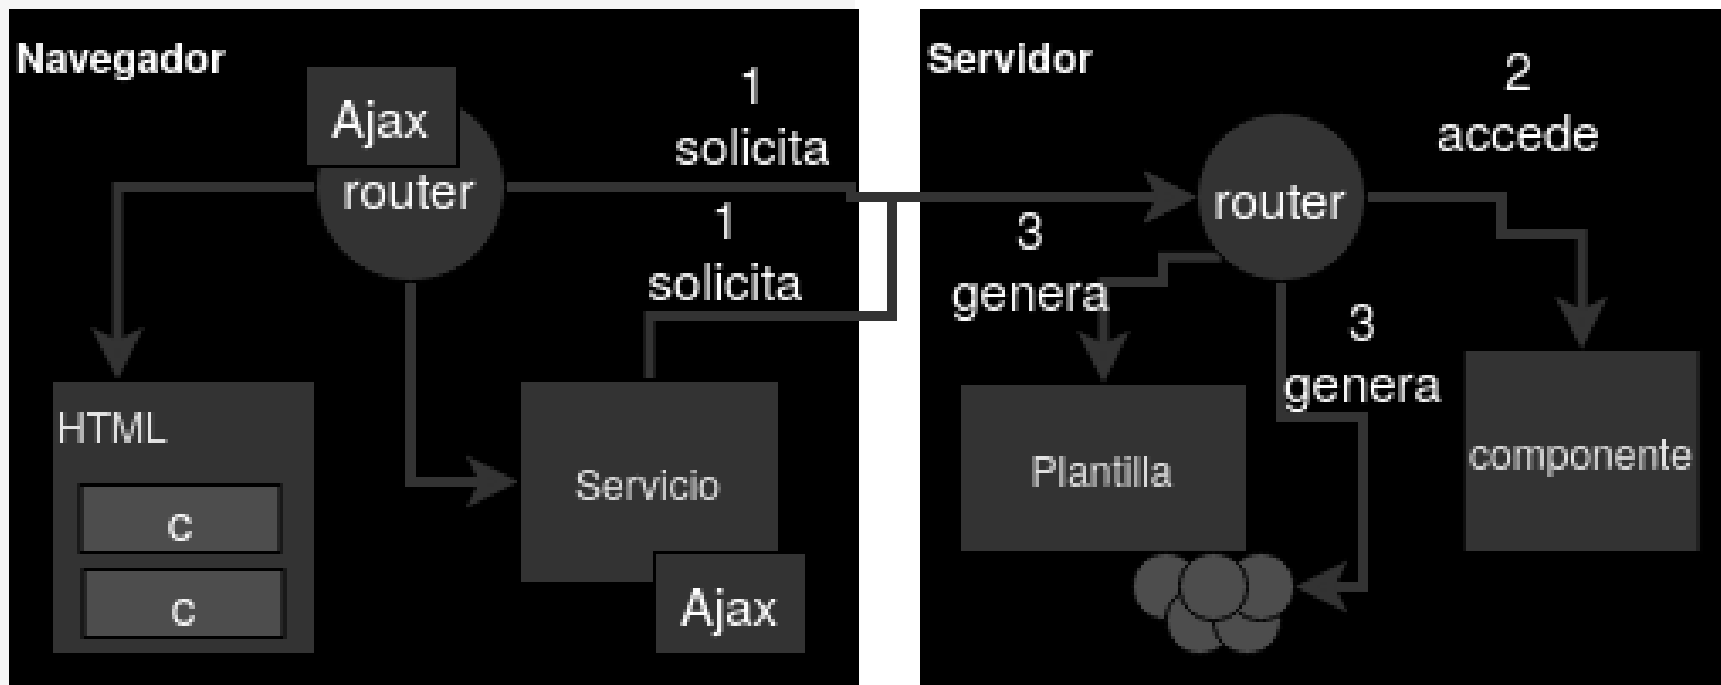 Navegador
Ajax
router
1
solicita
1
solicita
HTML
c
c
Servicio
Ajax
Servidor
router
2
accede
3
genera
3
genera
Plantilla
componente